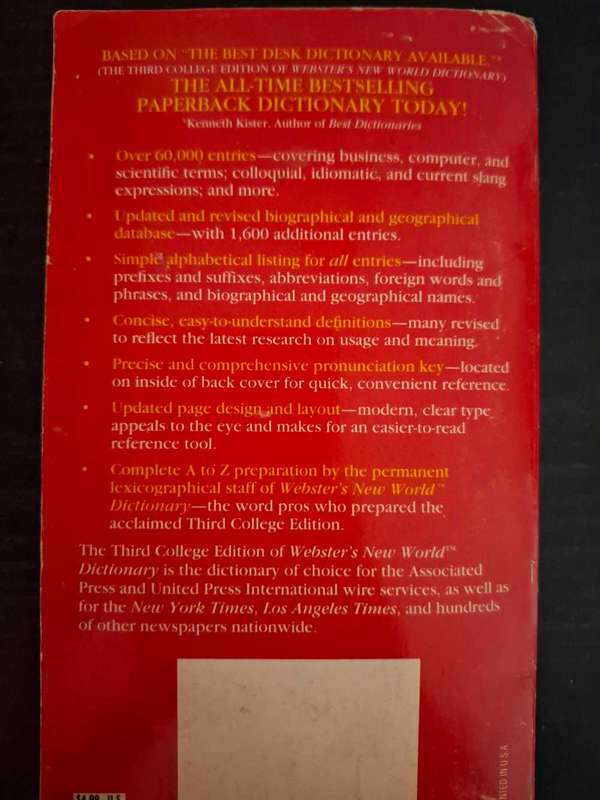 BASED ON "THE BEST DESK DICTIONARY AVAILABLE."*
(THE THIRD COLLEGE EDITION OF WEBSTER'S NEW WORLD DICTIONARY)
THE ALL-TIME BESTSELLING
PAPERBACK DICTIONARY TODAY!
*Kenneth Kister, Author of Best Dictionaries
• Over 60,000 entries—covering business, computer, and
scientific terms; colloquial, idiomatic, and current slang
expressions; and more.
• Updated and revised biographical and geographical
database—with 1,600 additional entries.
• Simple alphabetical listing for all entries—including
prefixes and suffixes, abbreviations, foreign words and
phrases, and biographical and geographical names.
• Concise, easy-to-understand definitions—many revised
to reflect the latest research on usage and meaning.
• Precise and comprehensive pronunciation key—located
on inside of back cover for quick, convenient reference.
• Updated page design and layout—modern, clear type
appeals to the eye and makes for an easier-to-read
reference tool.
• Complete A to Z preparation by the permanent
lexicographical staff of Webster's New World™
Dictionary—the word pros who prepared the
acclaimed Third College Edition.
The Third College Edition of Webster's New World™
Dictionary is the dictionary of choice for the Associated
Press and United Press International wire services, as well as
for the New York Times, Los Angeles Times, and hundreds
of other newspapers nationwide.
$4.99 U.S.
NTED IN U.S.A.